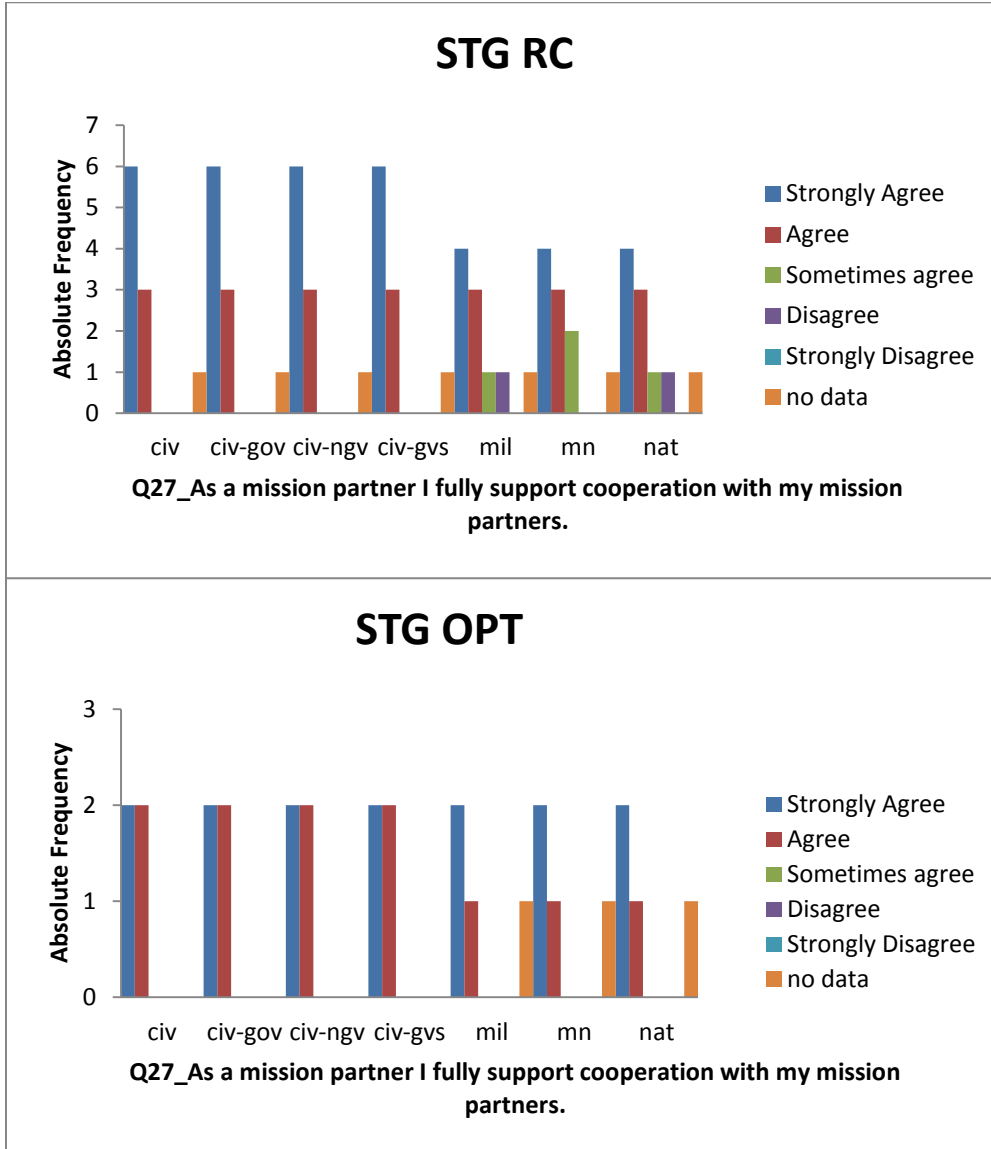 STG RC
7
6
5
4
3
2
1
0
Absolute Frequency
civ civ-gov civ-ngv civ-gvs mil mn nat
Q27_As a mission partner I fully support cooperation with my mission
partners.
Strongly Agree
Agree
Sometimes agree
Disagree
Strongly Disagree
no data
STG OPT
3
2
1
0
Absolute Frequency
civ civ-gov civ-ngv civ-gvs mil mn nat
Q27_As a mission partner I fully support cooperation with my mission
partners.
Strongly Agree
Agree
Sometimes agree
Disagree
Strongly Disagree
no data